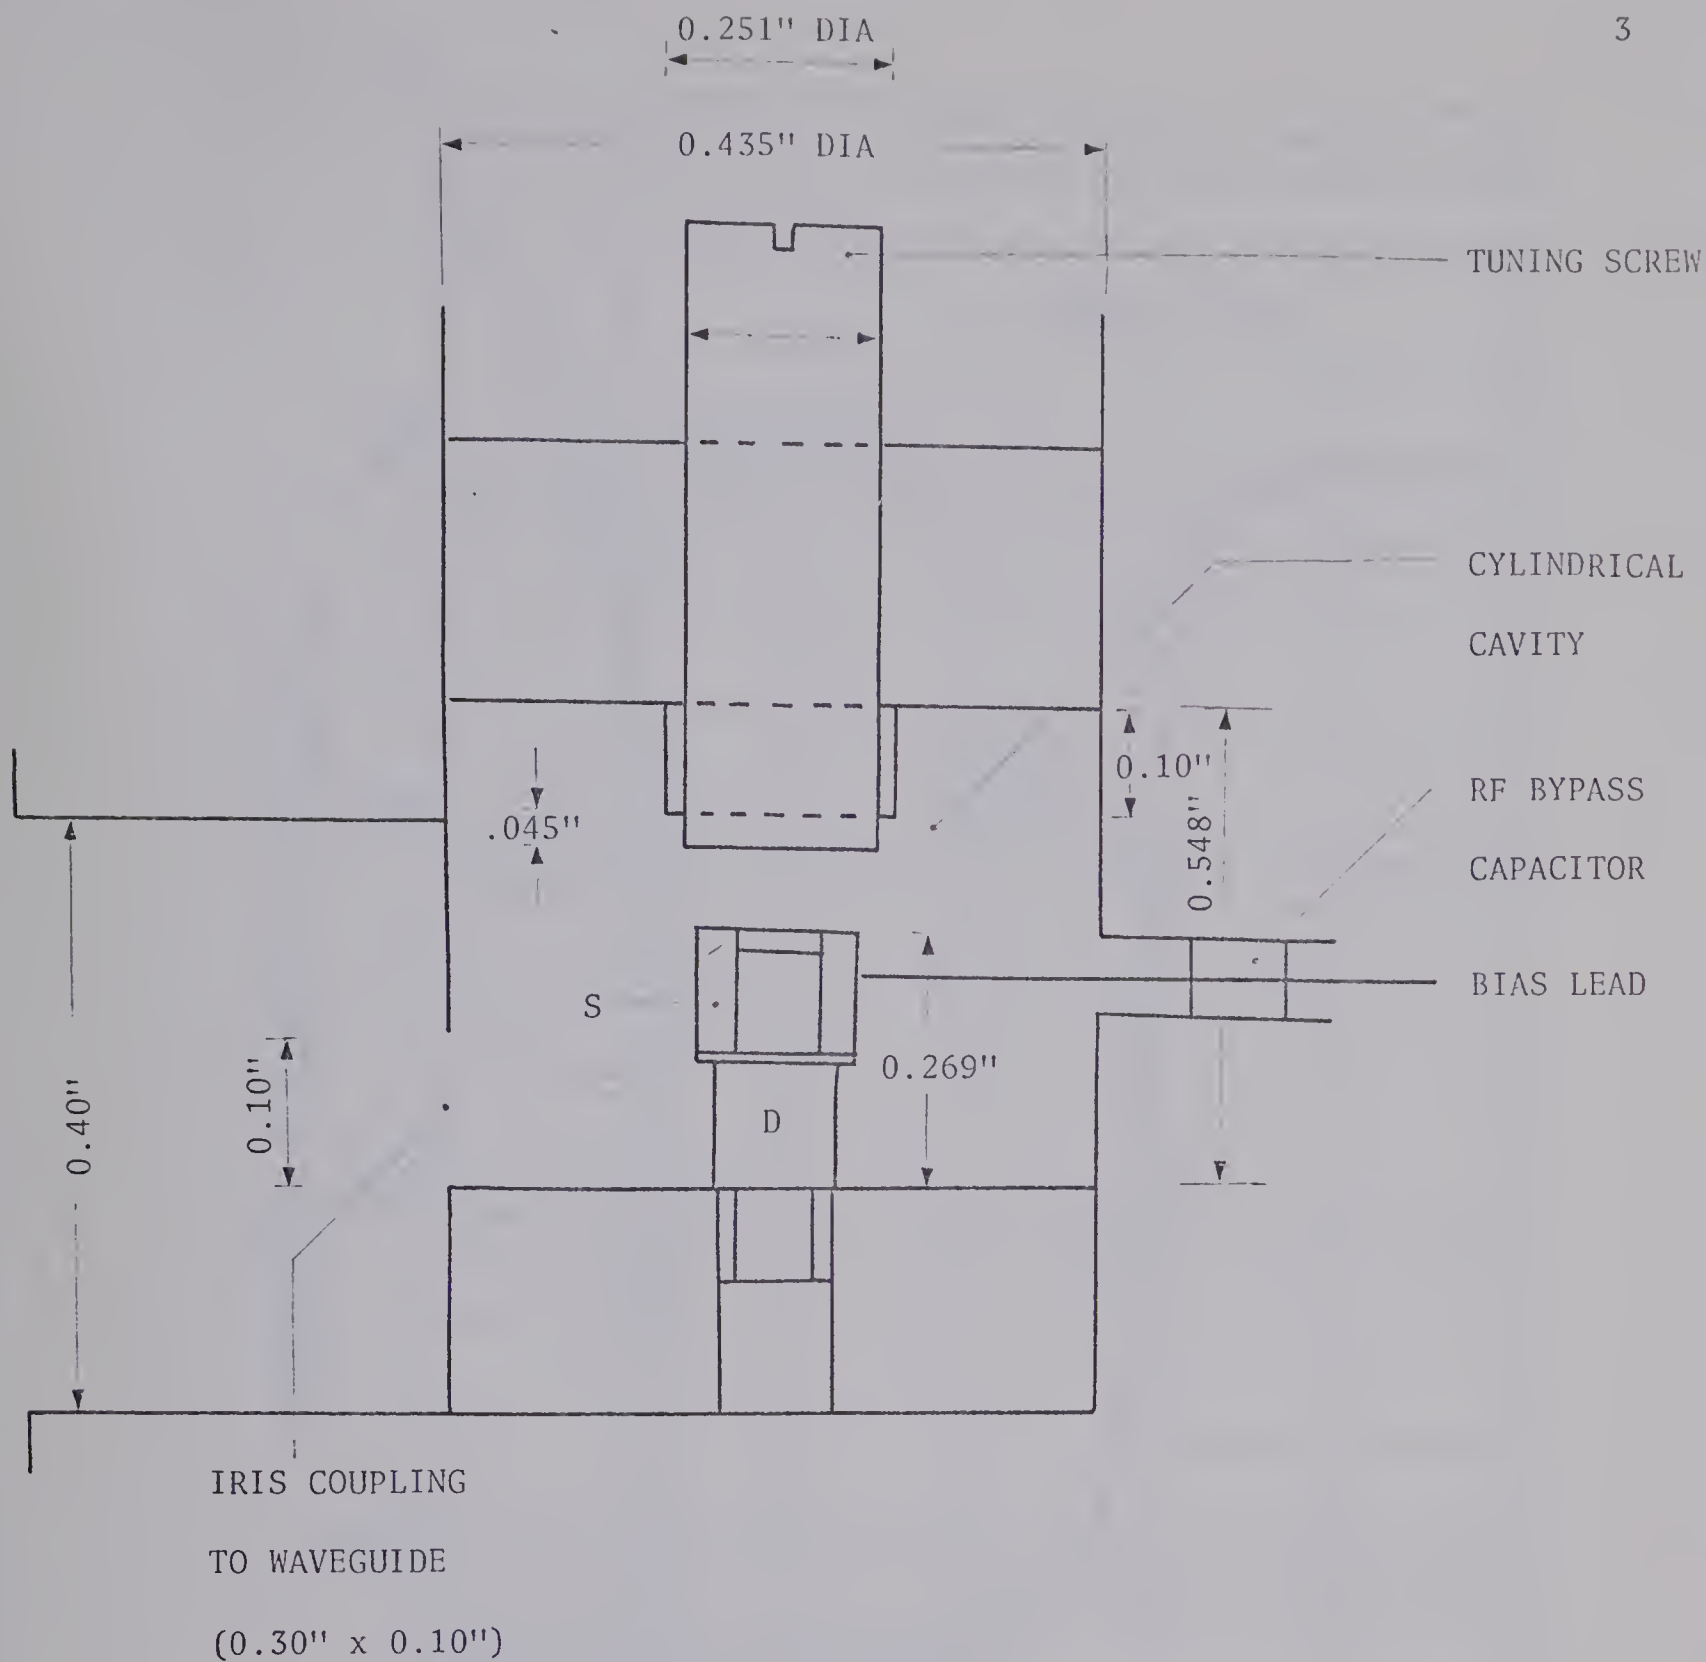 3
0.251" DIA
0.435" DIA
TUNING SCREW
CYLINDRICAL
CAVITY
0.10"
.045"
0.548"
RF BYPASS
CAPACITOR
S
BIAS LEAD
0.269"
0.10"
0.40"
D
IRIS COUPLING
TO WAVEGUIDE
(0.30" x 0.10")